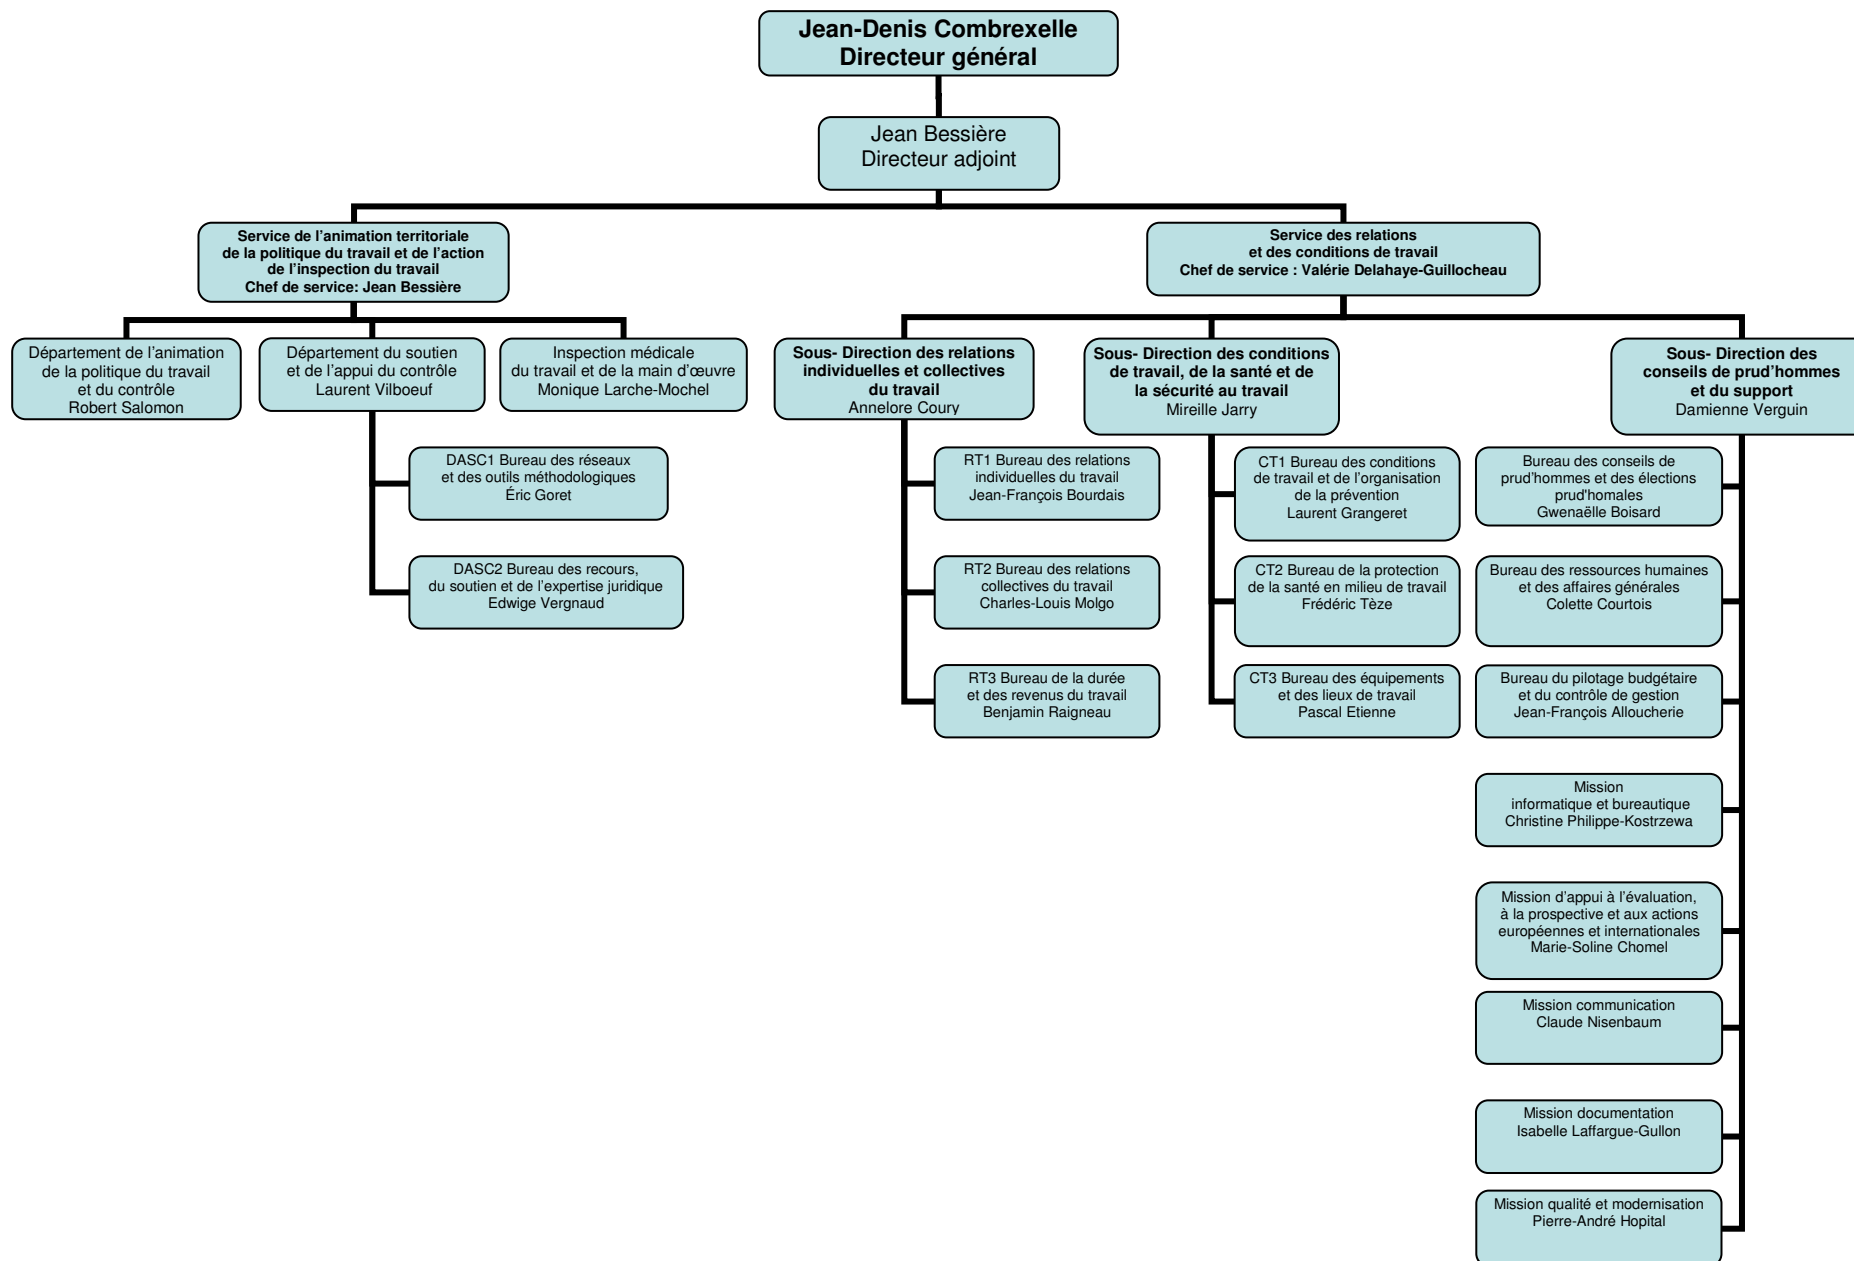 Jean-Denis Combrexelle
Directeur général
Jean Bessière
Directeur adjoint
Service de l’animation territoriale
de la politique du travail et de l’action
de l’inspection du travail
Chef de service: Jean Bessière
Service des relations
et des conditions de travail
Chef de service : Valérie Delahaye-Guillocheau
Département de l’animation
de la politique du travail
et du contrôle
Robert Salomon
Département du soutien
et de l’appui du contrôle
Laurent Vilboeuf
Inspection médicale
du travail et de la main d’œuvre
Monique Larche-Mochel
Sous- Direction des relations
individuelles et collectives
du travail
Annelore Coury
Sous- Direction des conditions
de travail, de la santé et de
la sécurité au travail
Mireille Jarry
Sous- Direction des
conseils de prud’hommes
et du support
Damienne Verguin
DASC1 Bureau des réseaux
et des outils méthodologiques
Éric Goret
DASC2 Bureau des recours,
du soutien et de l’expertise juridique
Edwige Vergnaud
RT1 Bureau des relations
individuelles du travail
Jean-François Bourdais
RT2 Bureau des relations
collectives du travail
Charles-Louis Molgo
RT3 Bureau de la durée
et des revenus du travail
Benjamin Raigneau
CT1 Bureau des conditions
de travail et de l’organisation
de la prévention
Laurent Grangeret
CT2 Bureau de la protection
de la santé en milieu de travail
Frédéric Tèze
CT3 Bureau des équipements
et des lieux de travail
Pascal Etienne
Bureau des conseils de
prud’hommes et des élections
prud'homales
Gwenaëlle Boisard
Bureau des ressources humaines
et des affaires générales
Colette Courtois
Bureau du pilotage budgétaire
et du contrôle de gestion
Jean-François Alloucherie
Mission
informatique et bureautique
Christine Philippe-Kostrzewa
Mission d’appui à l’évaluation,
à la prospective et aux actions
européennes et internationales
Marie-Soline Chomel
Mission communication
Claude Nisenbaum
Mission documentation
Isabelle Laffargue-Gullon
Mission qualité et modernisation
Pierre-André Hopital